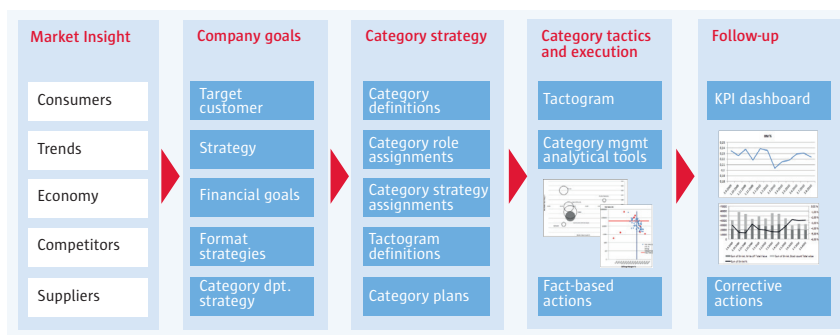 Market Insight
Consumers
Trends
Economy
Competitors
Suppliers
Company goals
Target
customer
Strategy
Financial goals
Format
strategies
Category dpt.
strategy
Category strategy
Category
definitions
Category role
assignments
Category strategy
assignments
Tactogram
definitions
Category plans
Category tactics
and execution
Tactogram
Category mgmt
analytical tools
Fact-based
actions
Follow-up
KPI dashboard
Corrective
actions